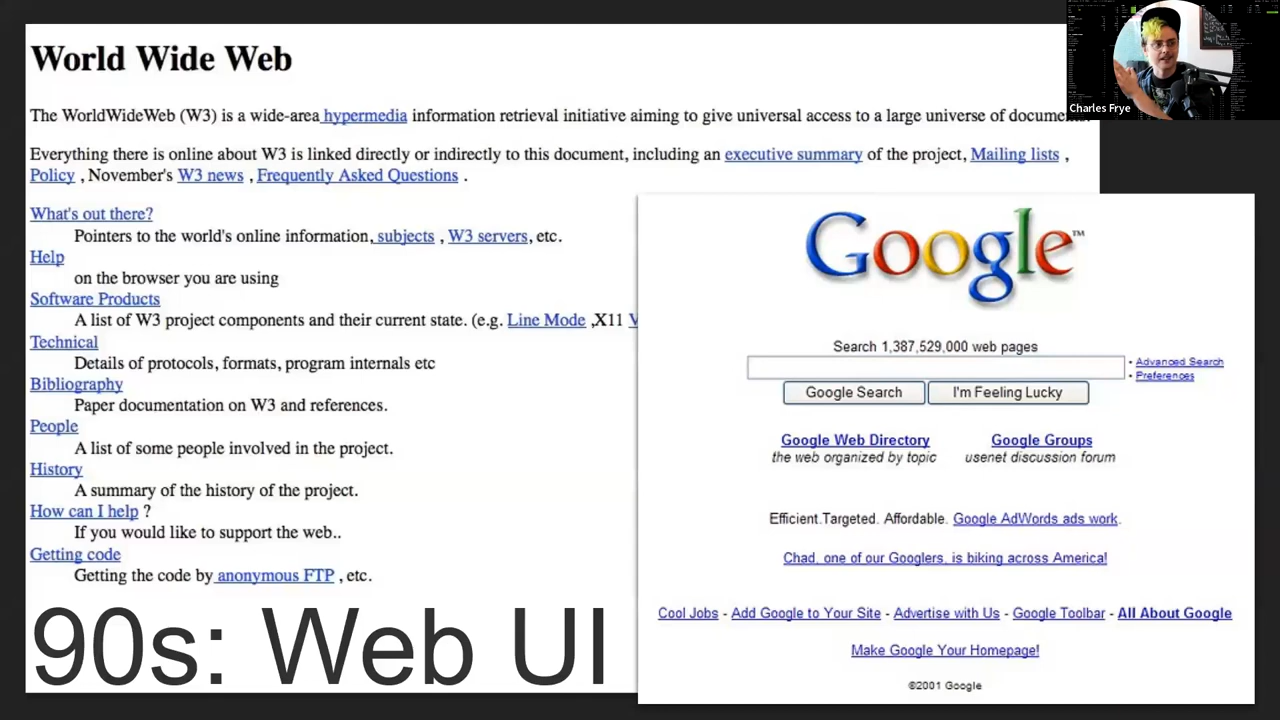 World Wide Web
The WorldWideWeb (W3) is a wide-area hypermedia information retrieval initiative aiming to give universal access to a large universe of
Everything there is online about W3 is linked directly or indirectly to this document, including an executive summary of the project, Mailing lists ,
Policy , November's W3 news , Frequently Asked Questions .
What's out there?
Pointers to the world's online information, subjects , W3 servers, etc.
Help
on the browser you are using
Software Products
A list of W3 project components and their current state. (e.g. Line Mode ,X11
Technical
Details of protocols, formats, program internals etc
Bibliography
Paper documentation on W3 and references.
People
A list of some people involved in the project.
History
A summary of the history of the project.
How can I help ?
If you would like to support the web..
Getting code
Getting the code by anonymous FTP , etc.
90s: Web UI
Google™
Search 1,387,529,000 web pages
• Advanced Search
• Preferences
Google Search I'm Feeling Lucky
Google Web Directory Google Groups
the web organized by topic usenet discussion forum
Efficient.Targeted. Affordable. Google AdWords ads work.
Chad, one of our Googlers, is biking across America!
Cool Jobs - Add Google to Your Site - Advertise with Us - Google Toolbar - All About Google
Make Google Your Homepage!
©2001 Google
Charles Frye